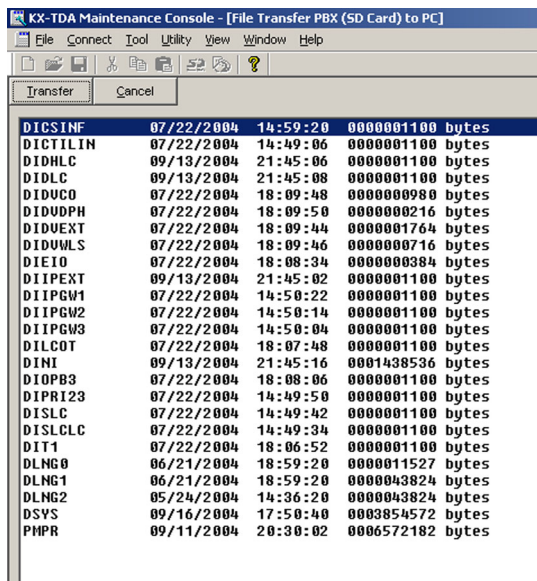 KX-TDA Maintenance Console - [File Transfer PBX (SD Card) to PC]
File Connect Tool Utility View Window Help
Transfer Cancel
DICSINF 07/22/2004 14:59:20 0000001100 bytes
DICTILIN 07/22/2004 14:49:06 0000001100 bytes
DIDHLC 09/13/2004 21:45:06 0000001100 bytes
DIDLC 09/13/2004 21:45:08 0000001100 bytes
DIDVCO 07/22/2004 18:09:48 0000000980 bytes
DIDVDPH 07/22/2004 18:09:50 0000000216 bytes
DIDVEXT 07/22/2004 18:09:44 0000001764 bytes
DIDVWLS 07/22/2004 18:09:46 0000000716 bytes
DIEIO 07/22/2004 18:08:34 0000000384 bytes
DIIPEXT 09/13/2004 21:45:02 0000001100 bytes
DIIPGW1 07/22/2004 14:50:22 0000001100 bytes
DIIPGW2 07/22/2004 14:50:14 0000001100 bytes
DIIPGW3 07/22/2004 14:50:04 0000001100 bytes
DILCOT 07/22/2004 18:07:48 0000001100 bytes
DINI 09/13/2004 21:45:16 0001438536 bytes
DIOPB3 07/22/2004 18:08:06 0000001100 bytes
DIPRI23 07/22/2004 14:49:50 0000001100 bytes
DISLC 07/22/2004 14:49:42 0000001100 bytes
DISLCLC 07/22/2004 14:49:34 0000001100 bytes
DIT1 07/22/2004 18:06:52 0000001100 bytes
DLNG0 06/21/2004 18:59:20 0000011527 bytes
DLNG1 06/21/2004 18:59:20 0000043824 bytes
DLNG2 05/24/2004 14:36:20 0000043824 bytes
DSYS 09/16/2004 17:50:40 0003854572 bytes
PMPR 09/11/2004 20:30:02 0006572182 bytes